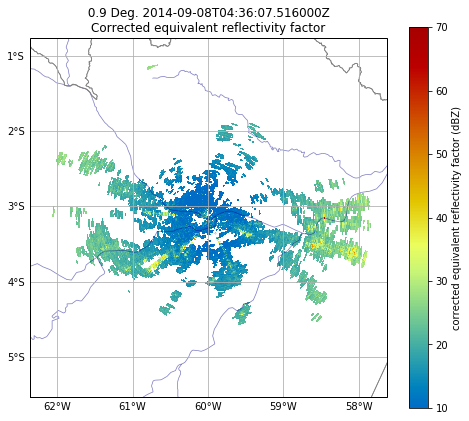 0.9 Deg. 2014-09-08T04:36:07.516000Z
Corrected equivalent reflectivity factor
1°S
2°S
3°S
4°S
5°S
62°W 61°W 60°W 59°W 58°W
70
60
50
40
30
20
10
corrected equivalent reflectivity factor (dBZ)